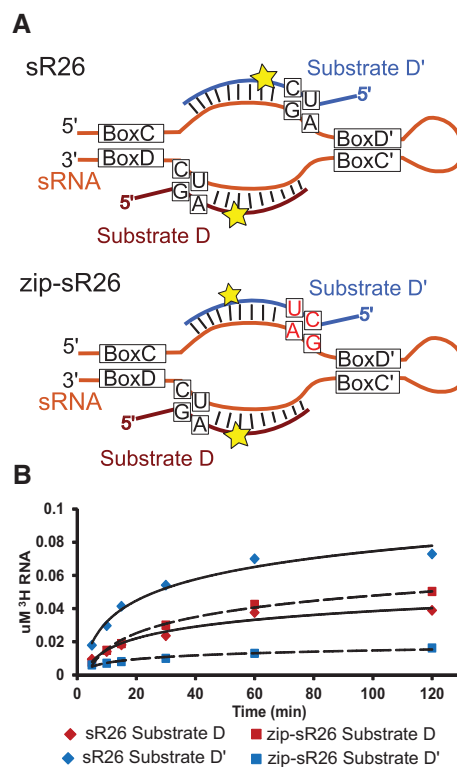 A
sR26
Substrate D'
C
U
5'
G
A
5'
BoxC
BoxD'
3'
BoxD
BoxC'
sRNA
C
U
5'
G
A
Substrate D
zip-sR26
Substrate D'
U
C
5'
A
G
5'
BoxC
BoxD'
3'
BoxD
BoxC'
sRNA
C
U
5'
G
A
Substrate D
B
0.1
0.08
0.06
0.04
0.02
0
uM ³H RNA
0 20 40 60 80 100 120
Time (min)
sR26 Substrate D zip-sR26 Substrate D
sR26 Substrate D' zip-sR26 Substrate D'